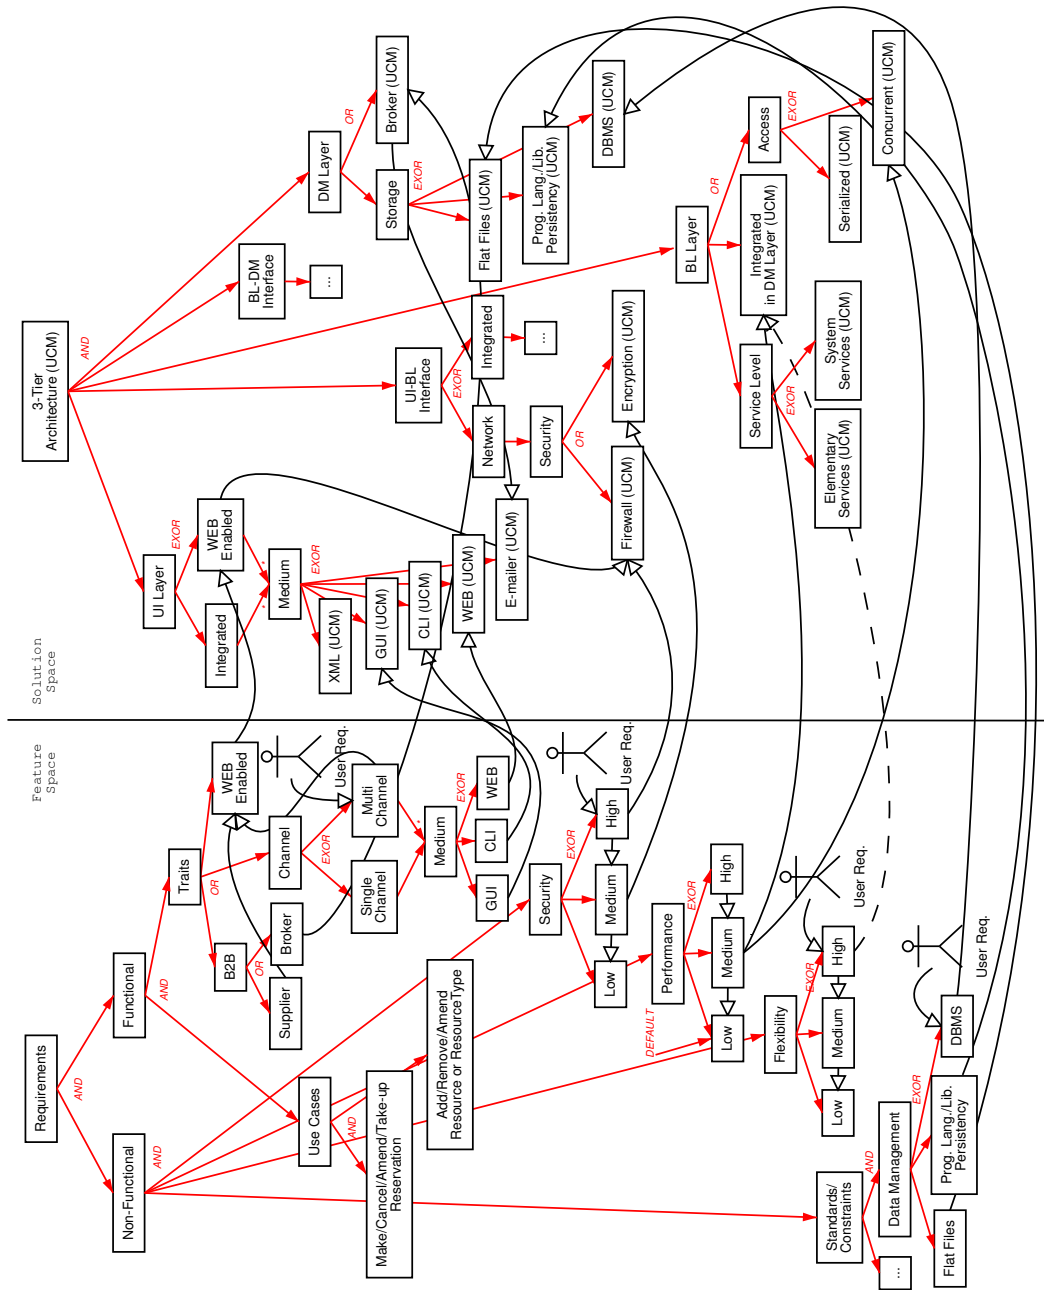 Feature
Space
Solution
Space
Requirements
AND
Non-Functional
AND
Functional
AND
Traits
OR
B2B
OR
Supplier
Broker
WEB
Enabled
Channel
EXOR
Single
Channel
Multi
Channel
User Req.
*
Medium
EXOR
GUI
CLI
WEB
Use Cases
AND
Make/Cancel/Amend/Take-up
Reservation
Add/Remove/Amend
Resource or ResourceType
Security
EXOR
Low
Medium
High
User Req.
Performance
EXOR
DEFAULT
Low
Medium
High
Flexibility
EXOR
Low
Medium
High
User Req.
Standards/
Constraints
AND
...
Data Management
EXOR
Flat Files
Prog. Lang./Lib.
Persistency
DBMS
User Req.
3-Tier
Architecture (UCM)
AND
UI Layer
EXOR
Integrated
WEB
Enabled
*
*
Medium
EXOR
XML (UCM)
GUI (UCM)
CLI (UCM)
WEB (UCM)
E-mailer (UCM)
UI-BL
Interface
EXOR
Network
Integrated
...
Security
OR
Firewall (UCM)
Encryption (UCM)
BL-DM
Interface
...
DM Layer
OR
Storage
Broker (UCM)
EXOR
Flat Files (UCM)
Prog. Lang./Lib.
Persistency (UCM)
DBMS (UCM)
BL Layer
OR
Service Level
EXOR
Elementary
Services (UCM)
System
Services (UCM)
Integrated
in DM Layer (UCM)
Access
EXOR
Serialized (UCM)
Concurrent (UCM)